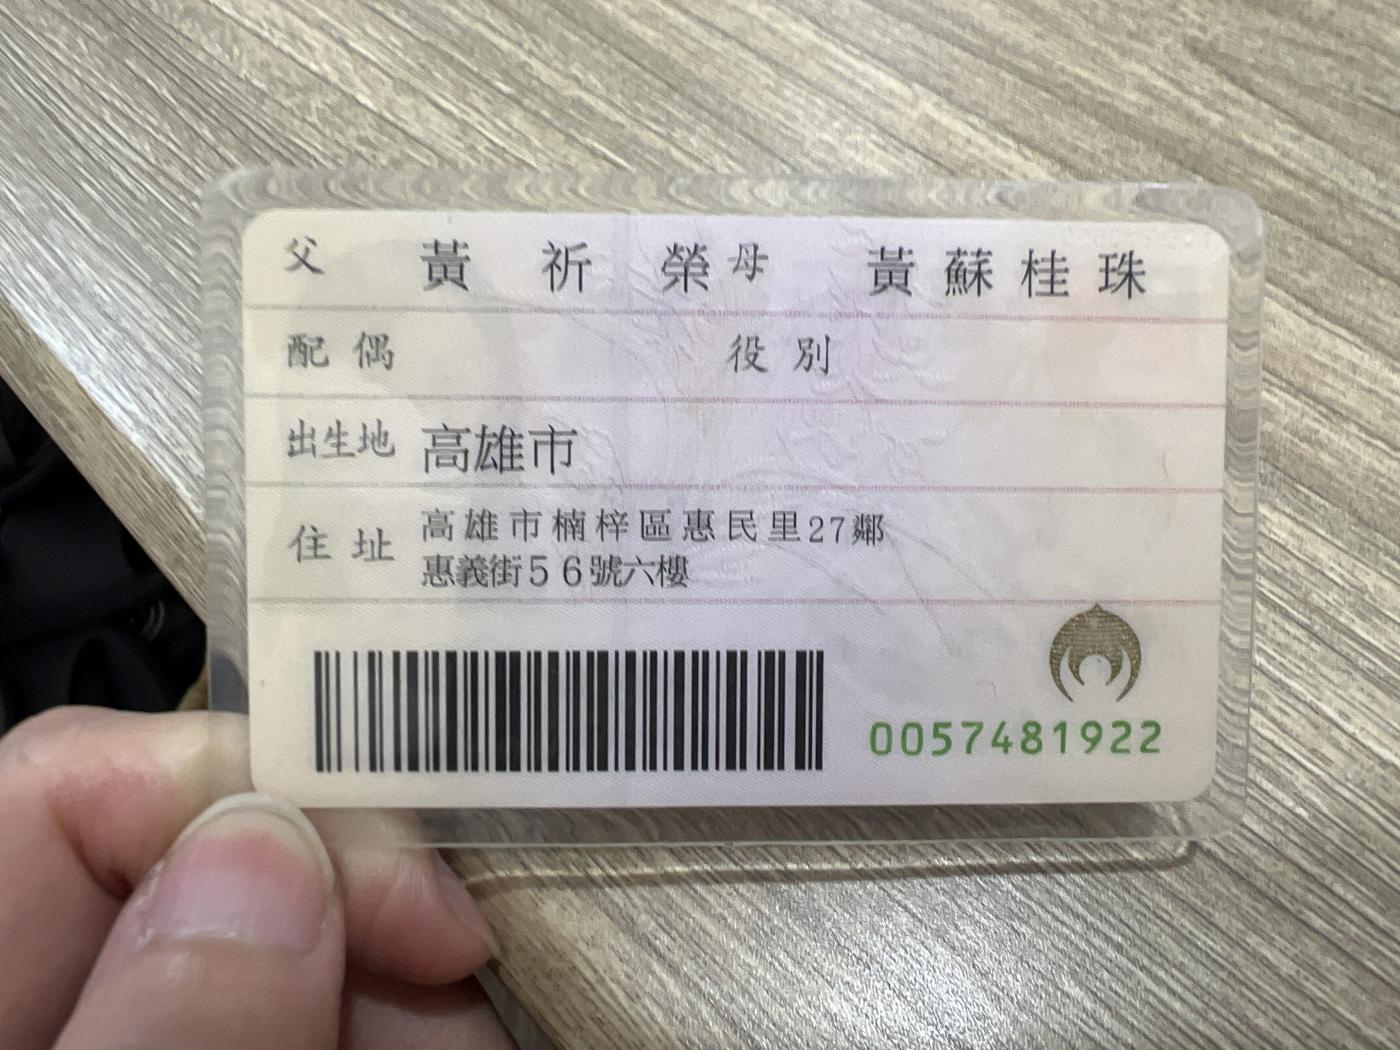 父 黃祈榮 母 黃蘇桂珠
配偶 役別
出生地 高雄市
住址 高雄市楠梓區惠民里27鄰
惠義街56號六樓
0057481922